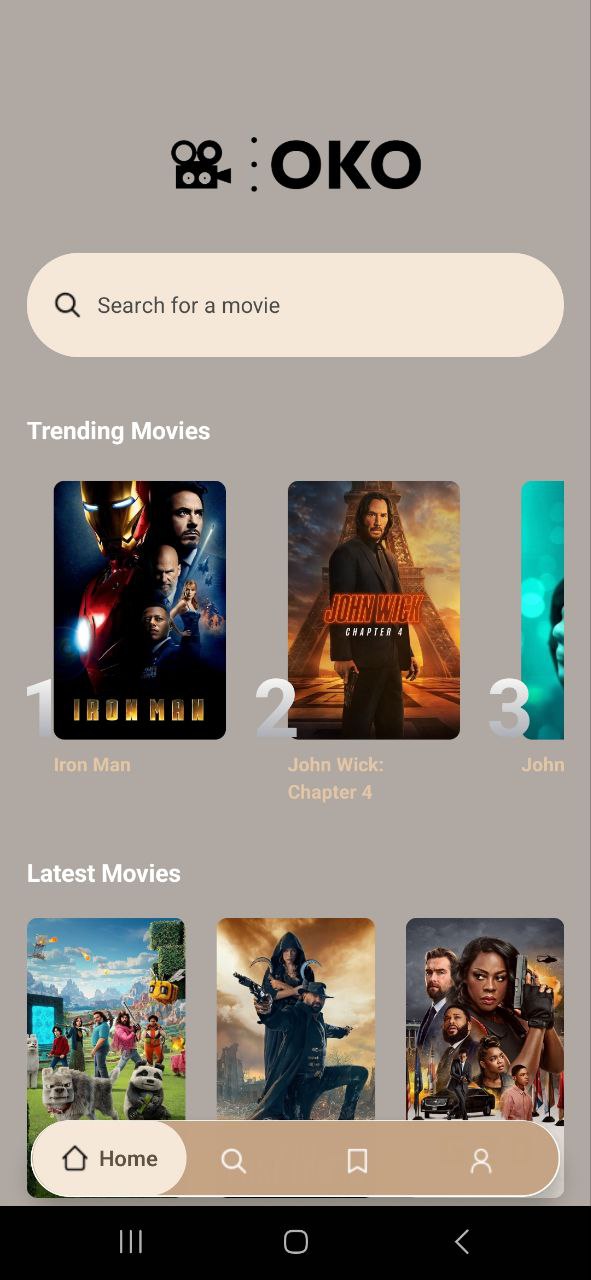 OKO
Search for a movie
Trending Movies
IRON MAN
JOHN WICK
CHAPTER 4
1
2
3
Iron Man
John Wick:
Chapter 4
John
Latest Movies
Home